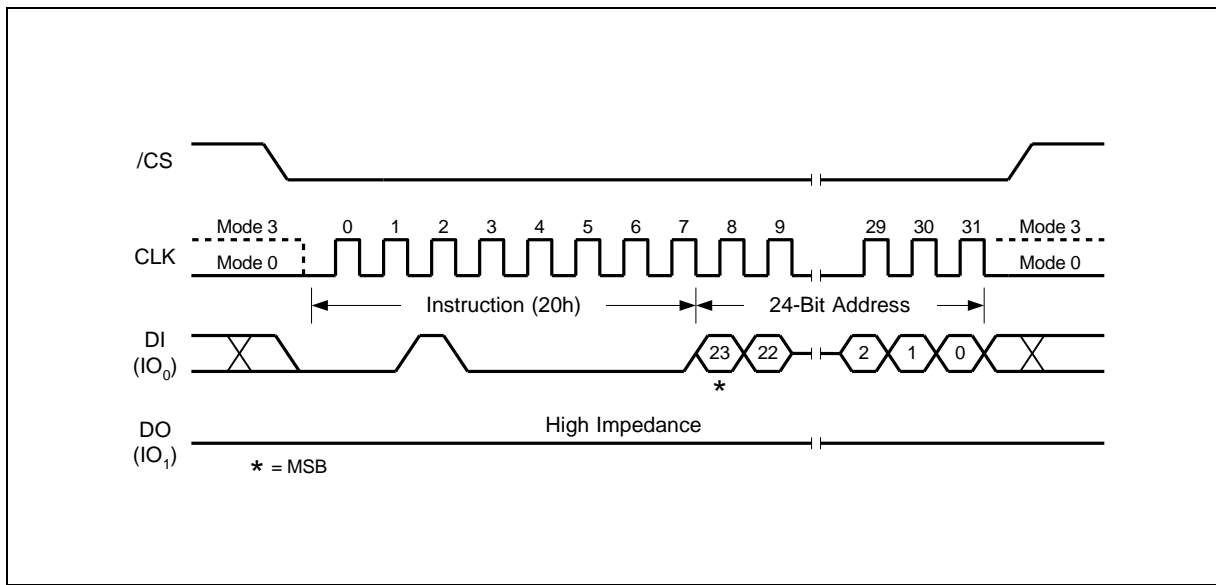 /CS
Mode 3 0 1 2 3 4 5 6 7 8 9 29 30 31 Mode 3
CLK
Mode 0 Mode 0
Instruction (20h) 24-Bit Address
DI
(IO0)
23 22 2 1 0
*
High Impedance
DO
(IO1)
* = MSB